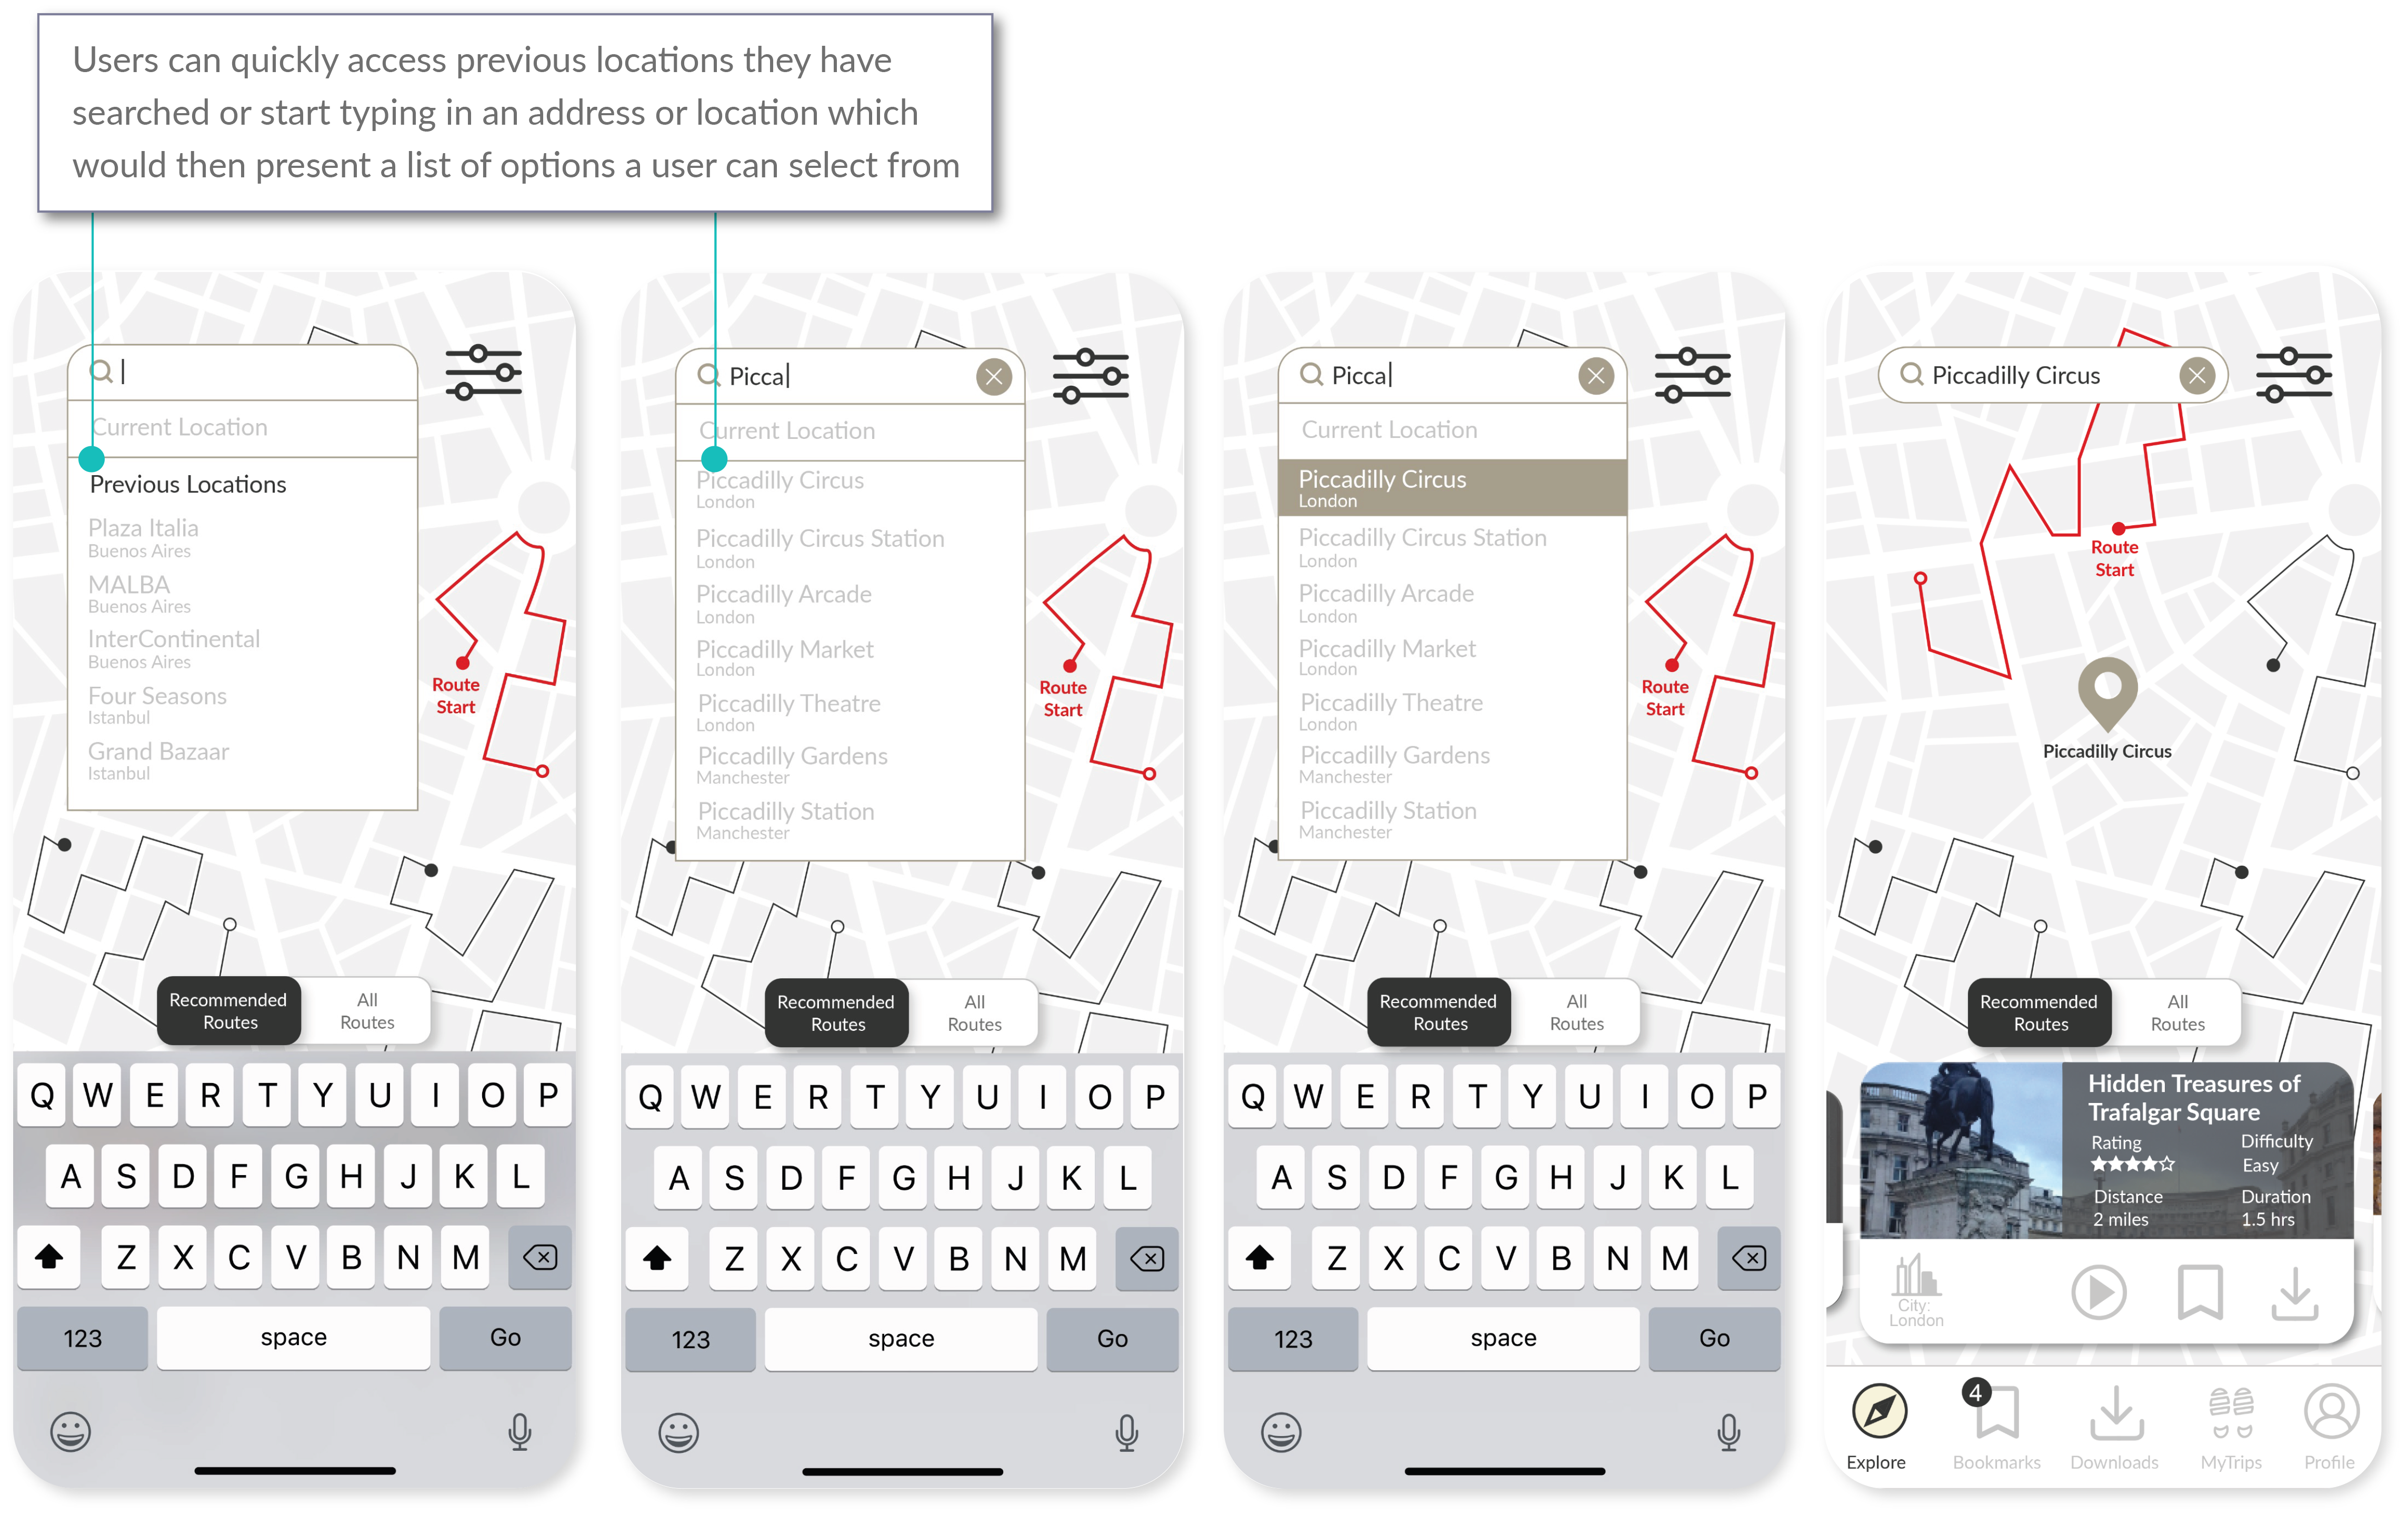 Users can quickly access previous locations they have
searched or start typing in an address or location which
would then present a list of options a user can select from
Current Location
Previous Locations
Plaza Italia
Buenos Aires
MALBA
Buenos Aires
InterContinental
Buenos Aires
Four Seasons
Istanbul
Grand Bazaar
Istanbul
Route
Start
Recommended
Routes
All
Routes
Q W E R T Y U I O P
A S D F G H J K L
Z X C V B N M
123 space Go
Picca
Current Location
Piccadilly Circus
London
Piccadilly Circus Station
London
Piccadilly Arcade
London
Piccadilly Market
London
Piccadilly Theatre
London
Piccadilly Gardens
Manchester
Piccadilly Station
Manchester
Route
Start
Recommended
Routes
All
Routes
Q W E R T Y U I O P
A S D F G H J K L
Z X C V B N M
123 space Go
Picca
Current Location
Piccadilly Circus
London
Piccadilly Circus Station
London
Piccadilly Arcade
London
Piccadilly Market
London
Piccadilly Theatre
London
Piccadilly Gardens
Manchester
Piccadilly Station
Manchester
Route
Start
Recommended
Routes
All
Routes
Q W E R T Y U I O P
A S D F G H J K L
Z X C V B N M
123 space Go
Piccadilly Circus
Route
Start
Piccadilly Circus
Recommended
Routes
All
Routes
Hidden Treasures of
Trafalgar Square
Rating
Difficulty
Easy
Distance
2 miles
Duration
1.5 hrs
City:
London
4
Explore Bookmarks Downloads MyTrips Profile